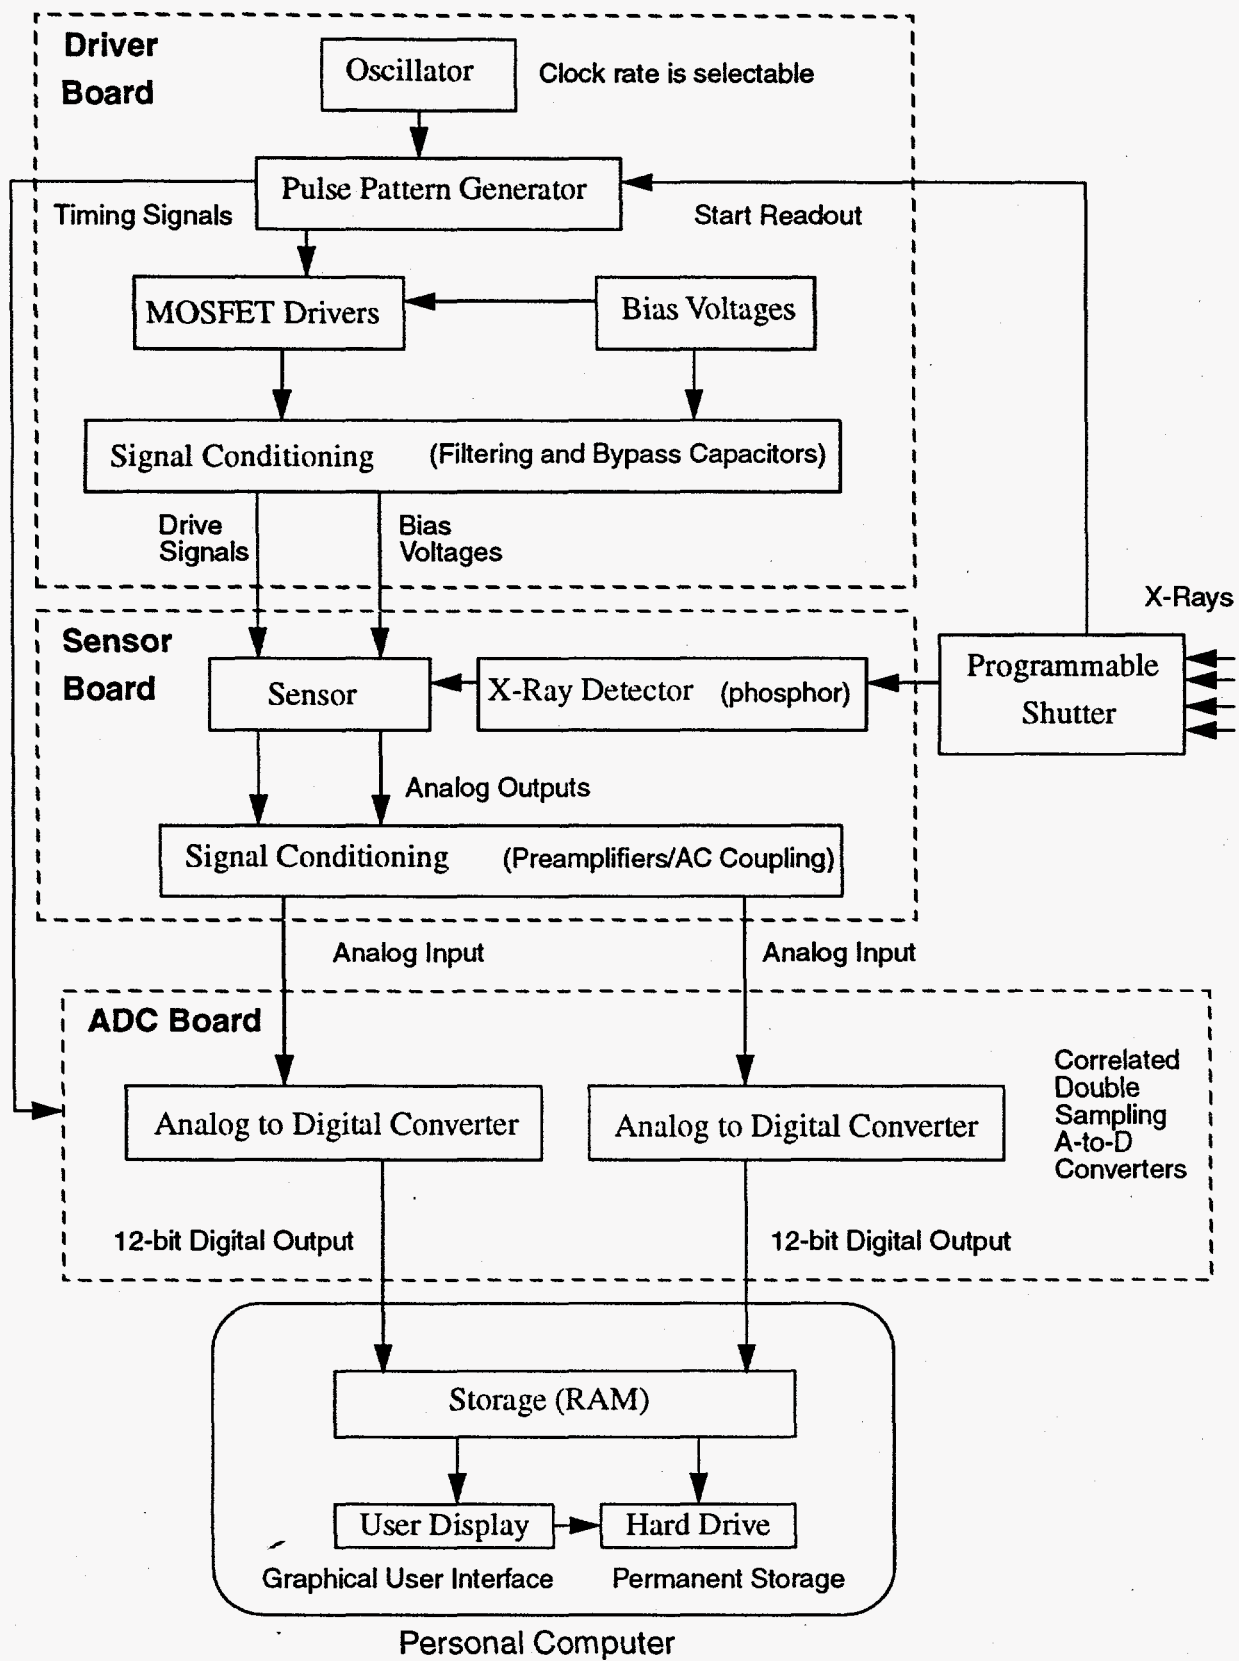 Driver
Board
Oscillator
Clock rate is selectable
Pulse Pattern Generator
Timing Signals
Start Readout
MOSFET Drivers
Bias Voltages
Signal Conditioning (Filtering and Bypass Capacitors)
Drive
Signals
Bias
Voltages
X-Rays
Sensor
Board
Sensor
X-Ray Detector (phosphor)
Programmable
Shutter
Analog Outputs
Signal Conditioning (Preamplifiers/AC Coupling)
Analog Input
Analog Input
ADC Board
Correlated
Double
Sampling
A-to-D
Converters
Analog to Digital Converter
Analog to Digital Converter
12-bit Digital Output
12-bit Digital Output
Storage (RAM)
User Display
Hard Drive
Graphical User Interface
Permanent Storage
Personal Computer